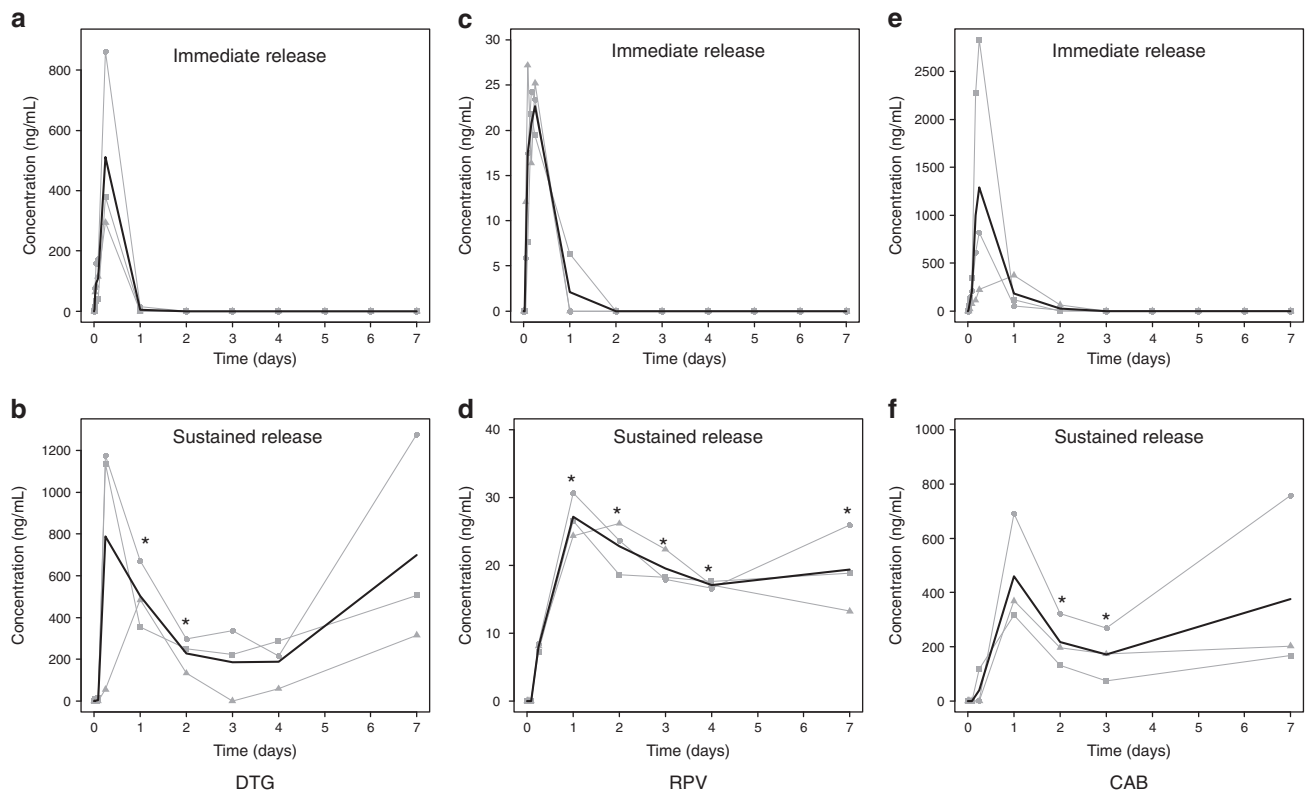 a
Immediate release
Concentration (ng/mL)
800
600
400
200
0
0 1 2 3 4 5 6 7
Time (days)
c
Immediate release
Concentration (ng/mL)
30
25
20
15
10
5
0
0 1 2 3 4 5 6 7
Time (days)
e
Immediate release
Concentration (ng/mL)
2500
2000
1500
1000
500
0
0 1 2 3 4 5 6 7
Time (days)
b
Sustained release
Concentration (ng/mL)
1200
1000
800
600
400
200
0
* *
0 1 2 3 4 5 6 7
Time (days)
DTG
d
Sustained release
Concentration (ng/mL)
40
30
20
10
0
* * * * *
0 1 2 3 4 5 6 7
Time (days)
RPV
f
Sustained release
Concentration (ng/mL)
1000
800
600
400
200
0
* *
0 1 2 3 4 5 6 7
Time (days)
CAB